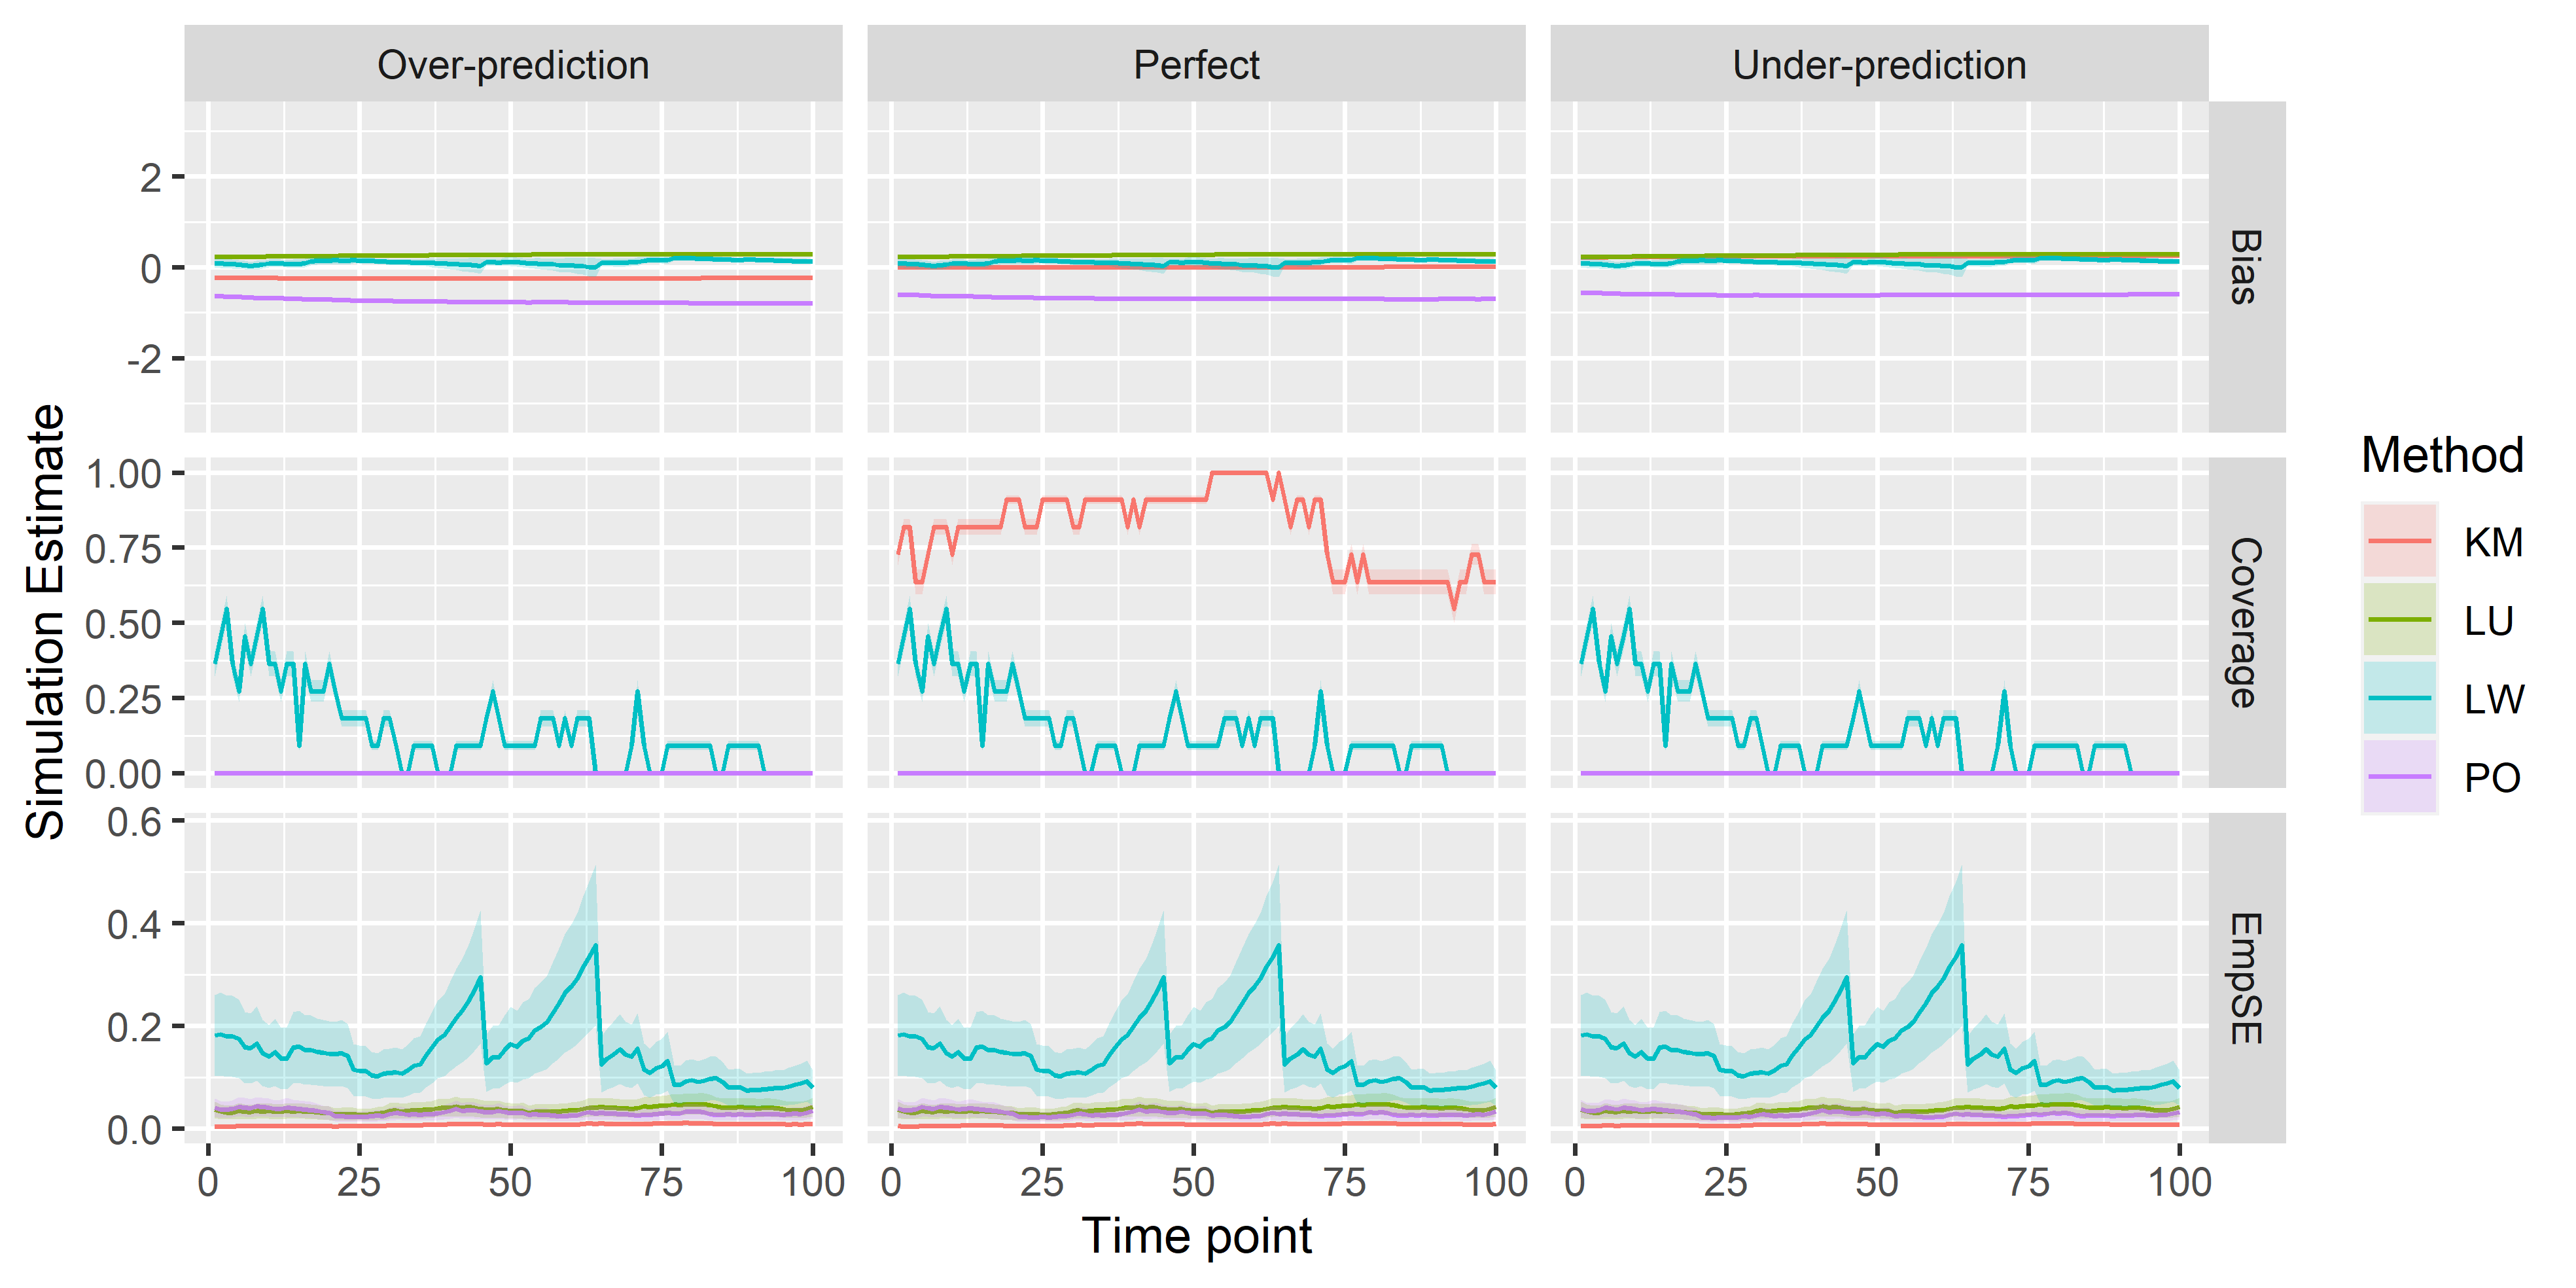 Over-prediction
Perfect
Under-prediction
2
0
-2
Bias
Simulation Estimate
1.00
0.75
0.50
0.25
0.00
Coverage
0.6
0.4
0.2
0.0
EmpSE
0 25 50 75 100
0 25 50 75 100
0 25 50 75 100
Time point
Method
KM
LU
LW
PO